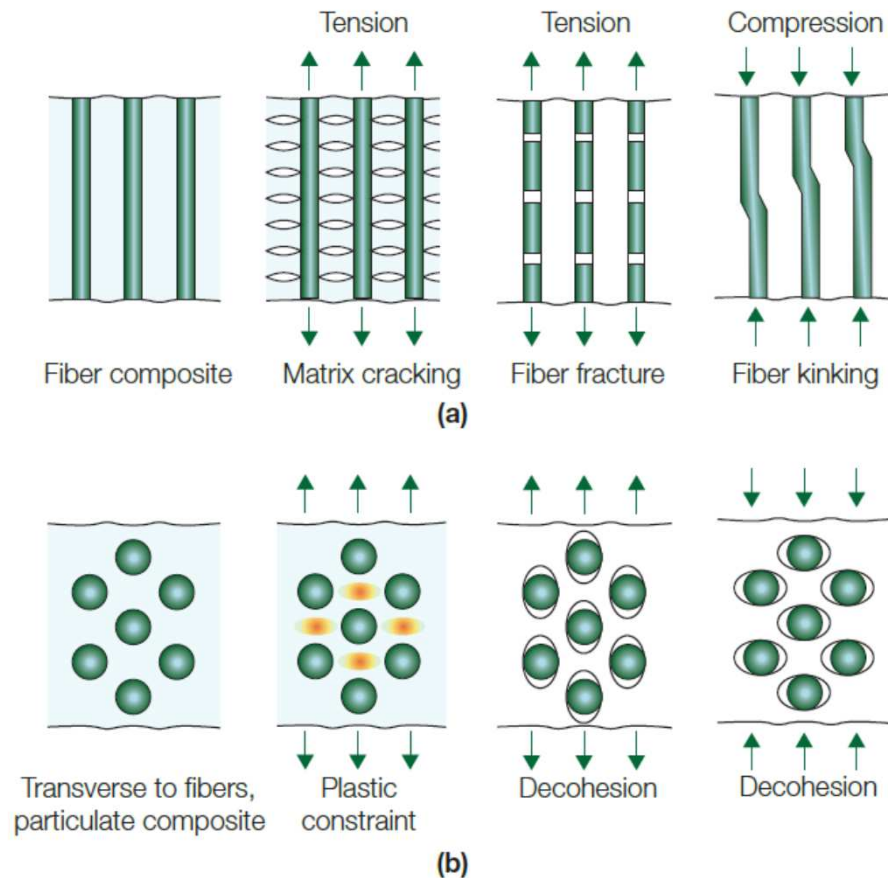 Tension
Tension
Compression
Fiber composite
Matrix cracking
Fiber fracture
Fiber kinking
(a)
Transverse to fibers,
particulate composite
Plastic
constraint
Decohesion
Decohesion
(b)